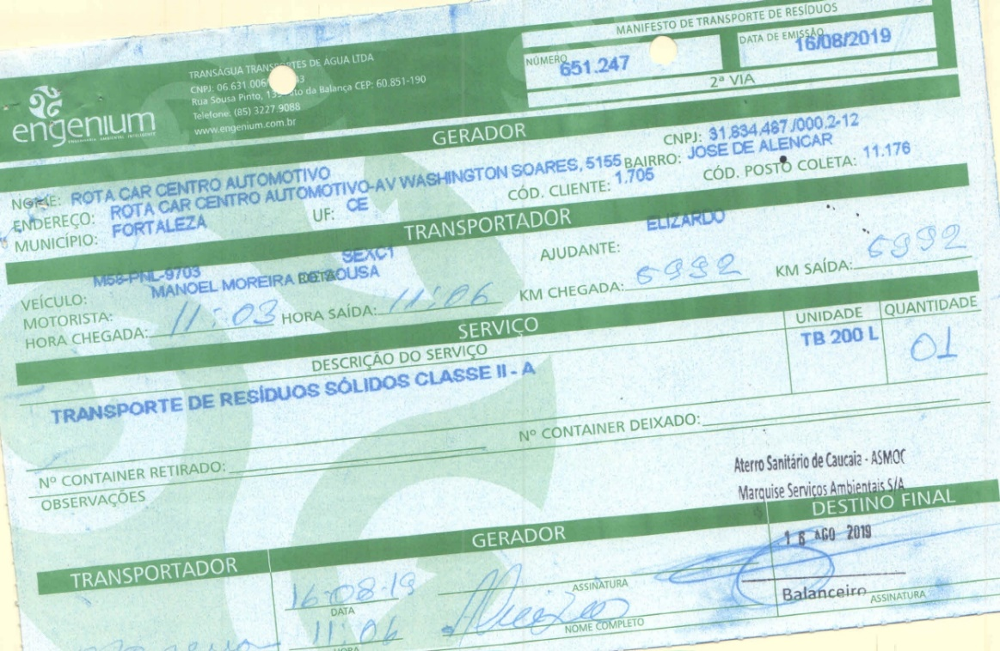 MANIFESTO DE TRANSPORTE DE RESÍDUOS
NÚMERO 651.247
DATA DE EMISSÃO 16/08/2019
2ª VIA
engenium
TRANSÁGUA TRANSPORTES DE ÁGUA LTDA
CNPJ: 06.631.006
Rua Sousa Pinto, da Balança CEP: 60.851-190
Telefone: (85) 3227.9088
www.engenium.com.br
GERADOR
NOME: ROTA CAR CENTRO AUTOMOTIVO CNPJ: 31.834.487./000.2-12
ENDEREÇO: ROTA CAR CENTRO AUTOMOTIVO-AV WASHINGTON SOARES, 5155 BAIRRO: JOSE DE ALENCAR
MUNICÍPIO: FORTALEZA UF: CE CÓD. CLIENTE: 1.705 CÓD. POSTO COLETA: 11.176
TRANSPORTADOR
VEÍCULO: M58-PNL-9703 SEXC1 AJUDANTE: ELIZARDO
MOTORISTA: MANOEL MOREIRA DE SOUSA
HORA CHEGADA: 11:03 HORA SAÍDA: 11:06 KM CHEGADA: 6992 KM SAÍDA: 6992
SERVIÇO
DESCRIÇÃO DO SERVIÇO UNIDADE QUANTIDADE
TRANSPORTE DE RESÍDUOS SÓLIDOS CLASSE II - A TB 200 L 01
Nº CONTAINER RETIRADO: Nº CONTAINER DEIXADO:
OBSERVAÇÕES
Aterro Sanitário de Caucaia - ASMOC
Marquise Serviços Ambientais S/A
TRANSPORTADOR GERADOR DESTINO FINAL
16 AGO 2019
16-08-19
DATA
ASSINATURA
Balanceiro
ASSINATURA
11:06
HORA
NOME COMPLETO